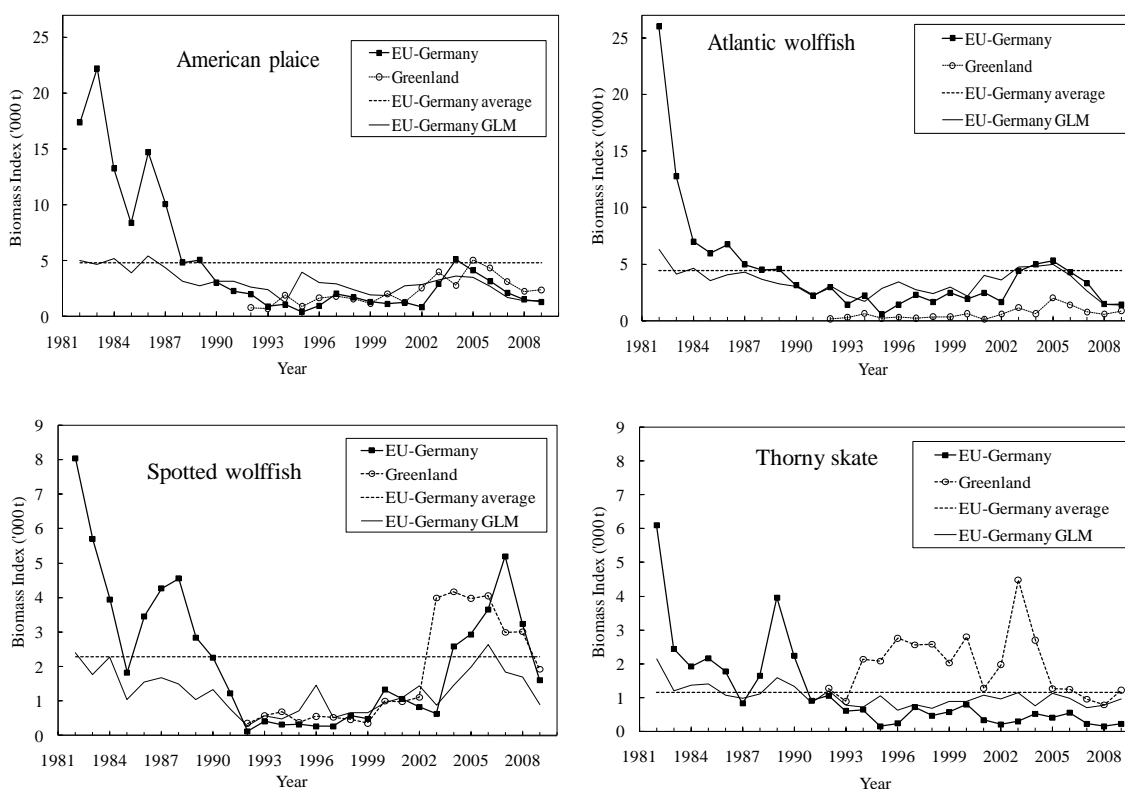 American plaice
EU-Germany
Greenland
EU-Germany average
EU-Germany GLM
Biomass Index ('000 t)
25
20
15
10
5
0
1981 1984 1987 1990 1993 1996 1999 2002 2005 2008
Year
Atlantic wolffish
EU-Germany
Greenland
EU-Germany average
EU-Germany GLM
Biomass Index ('000 t)
25
20
15
10
5
0
1981 1984 1987 1990 1993 1996 1999 2002 2005 2008
Year
Spotted wolffish
EU-Germany
Greenland
EU-Germany average
EU-Germany GLM
Biomass Index ('000 t)
9
8
7
6
5
4
3
2
1
0
1981 1984 1987 1990 1993 1996 1999 2002 2005 2008
Year
Thorny skate
EU-Germany
Greenland
EU-Germany average
EU-Germany GLM
Biomass Index ('000 t)
9
8
7
6
5
4
3
2
1
0
1981 1984 1987 1990 1993 1996 1999 2002 2005 2008
Year